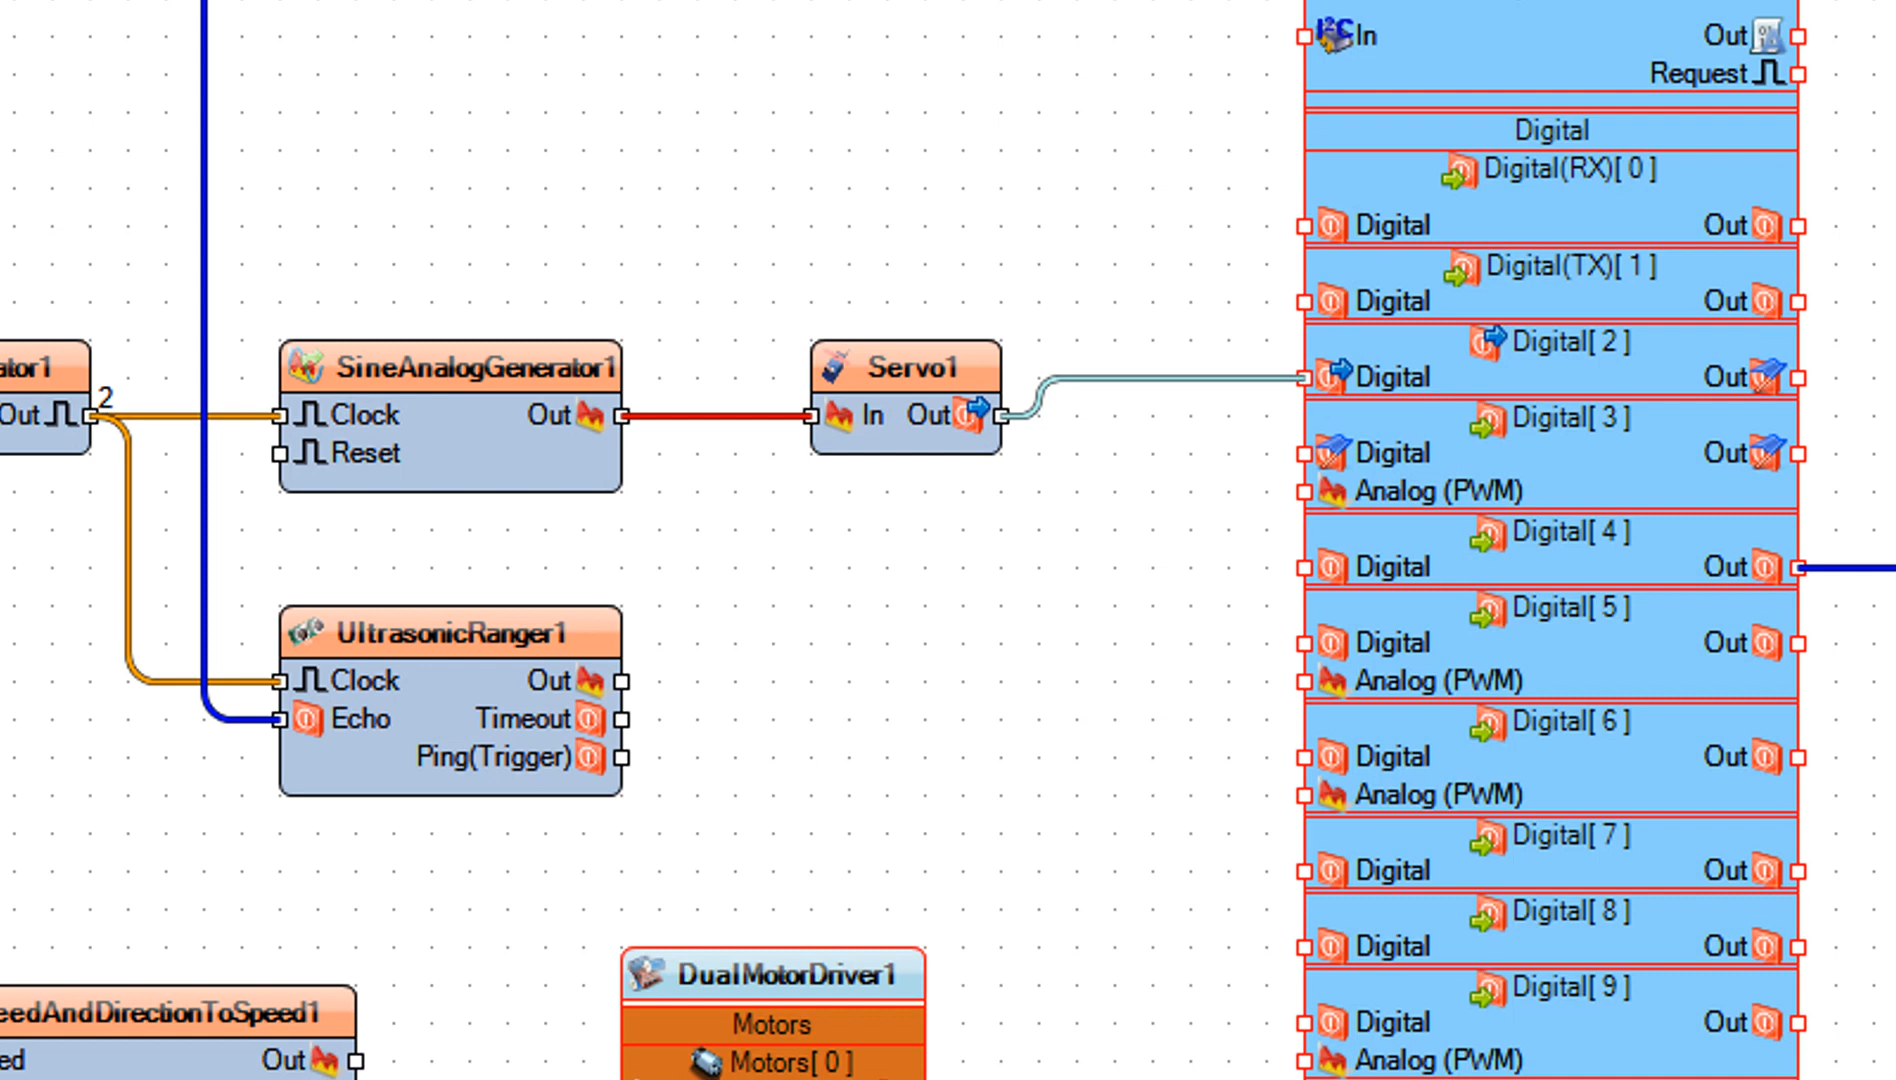 ator1
2
Out
SineAnalogGenerator1
Clock Out
Reset
Servo1
In Out
UltrasonicRanger1
Clock Out
Echo Timeout
Ping(Trigger)
eedAndDirectionToSpeed1
ed Out
DualMotorDriver1
Motors
Motors[ 0 ]
I2C In Out
Request
Digital
Digital(RX)[ 0 ]
Digital Out
Digital(TX)[ 1 ]
Digital Out
Digital[ 2 ]
Digital Out
Digital[ 3 ]
Digital Out
Analog (PWM)
Digital[ 4 ]
Digital Out
Digital[ 5 ]
Digital Out
Analog (PWM)
Digital[ 6 ]
Digital Out
Analog (PWM)
Digital[ 7 ]
Digital Out
Digital[ 8 ]
Digital Out
Digital[ 9 ]
Digital Out
Analog (PWM)